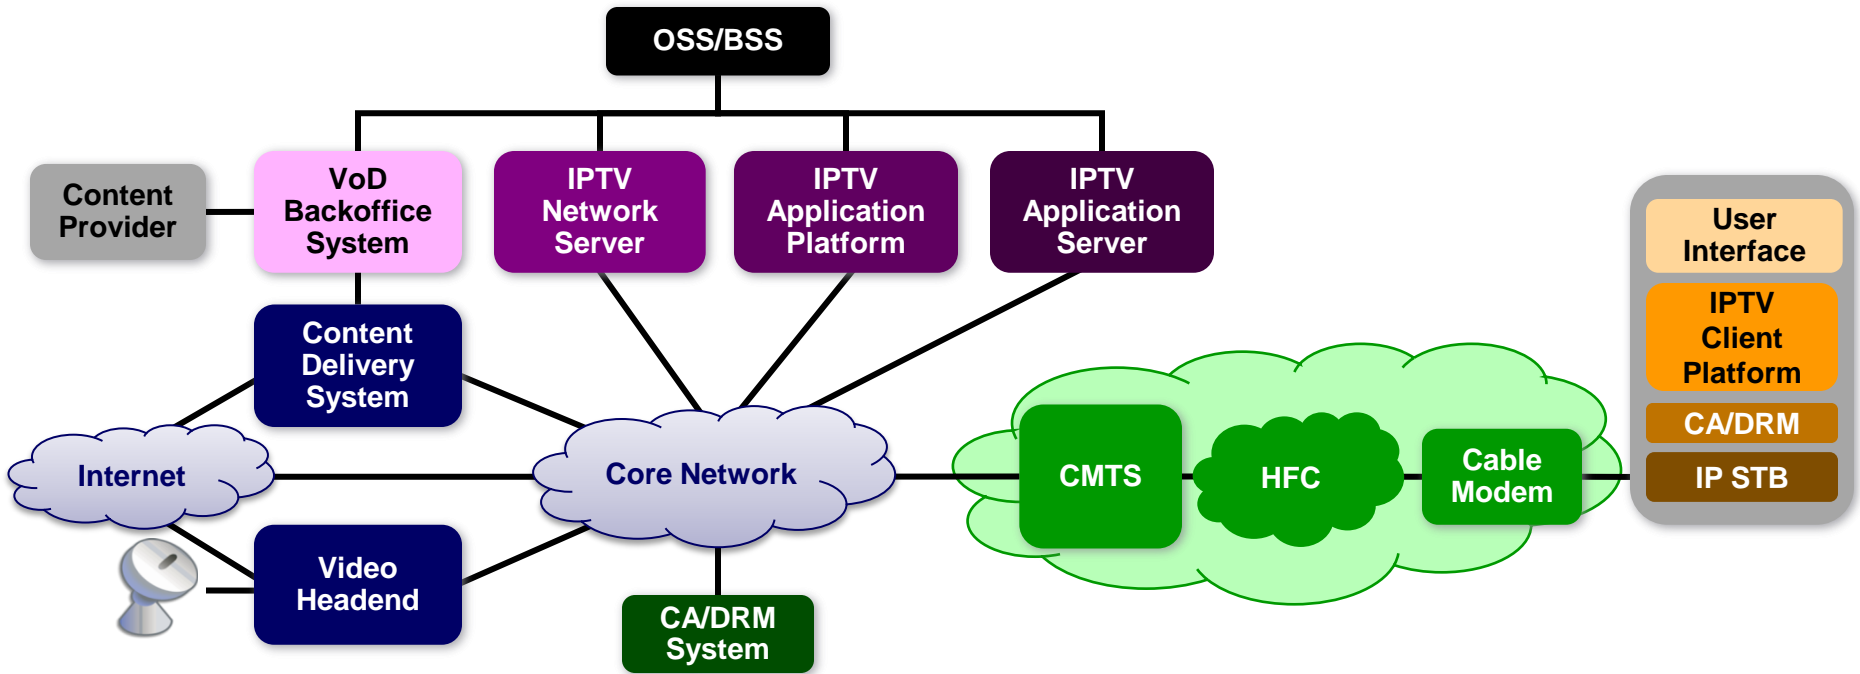 OSS/BSS
Content
Provider
VoD
Backoffice
System
IPTV
Network
Server
IPTV
Application
Platform
IPTV
Application
Server
User
Interface
IPTV
Client
Platform
CA/DRM
IP STB
Content
Delivery
System
Internet
Core Network
CMTS
HFC
Cable
Modem
Video
Headend
CA/DRM
System